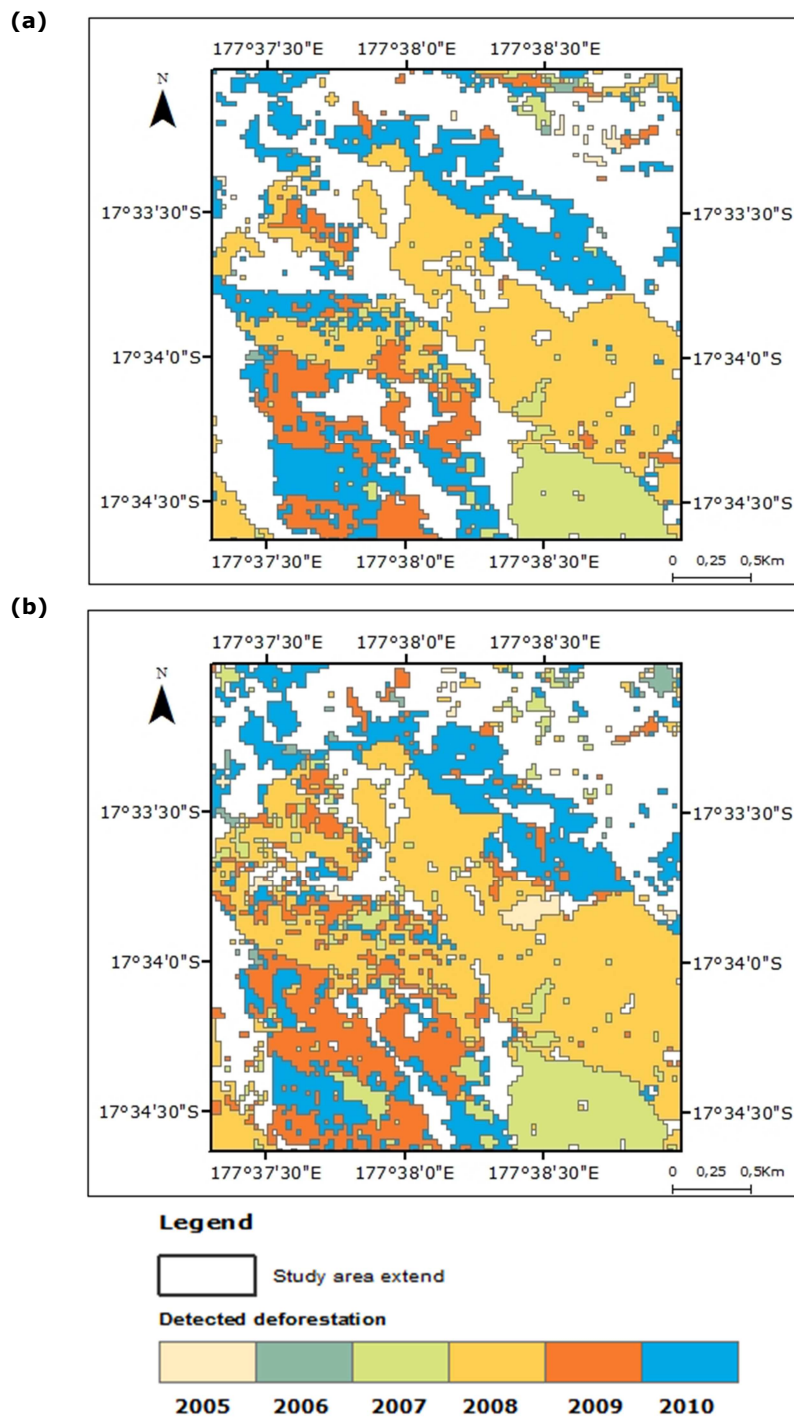 (a)
177°37'30"E 177°38'0"E 177°38'30"E
N
17°33'30"S 17°33'30"S
17°34'0"S 17°34'0"S
17°34'30"S 17°34'30"S
177°37'30"E 177°38'0"E 177°38'30"E
0 0,25 0,5Km
(b)
177°37'30"E 177°38'0"E 177°38'30"E
N
17°33'30"S 17°33'30"S
17°34'0"S 17°34'0"S
17°34'30"S 17°34'30"S
177°37'30"E 177°38'0"E 177°38'30"E
0 0,25 0,5Km
Legend
Study area extend
Detected deforestation
2005 2006 2007 2008 2009 2010